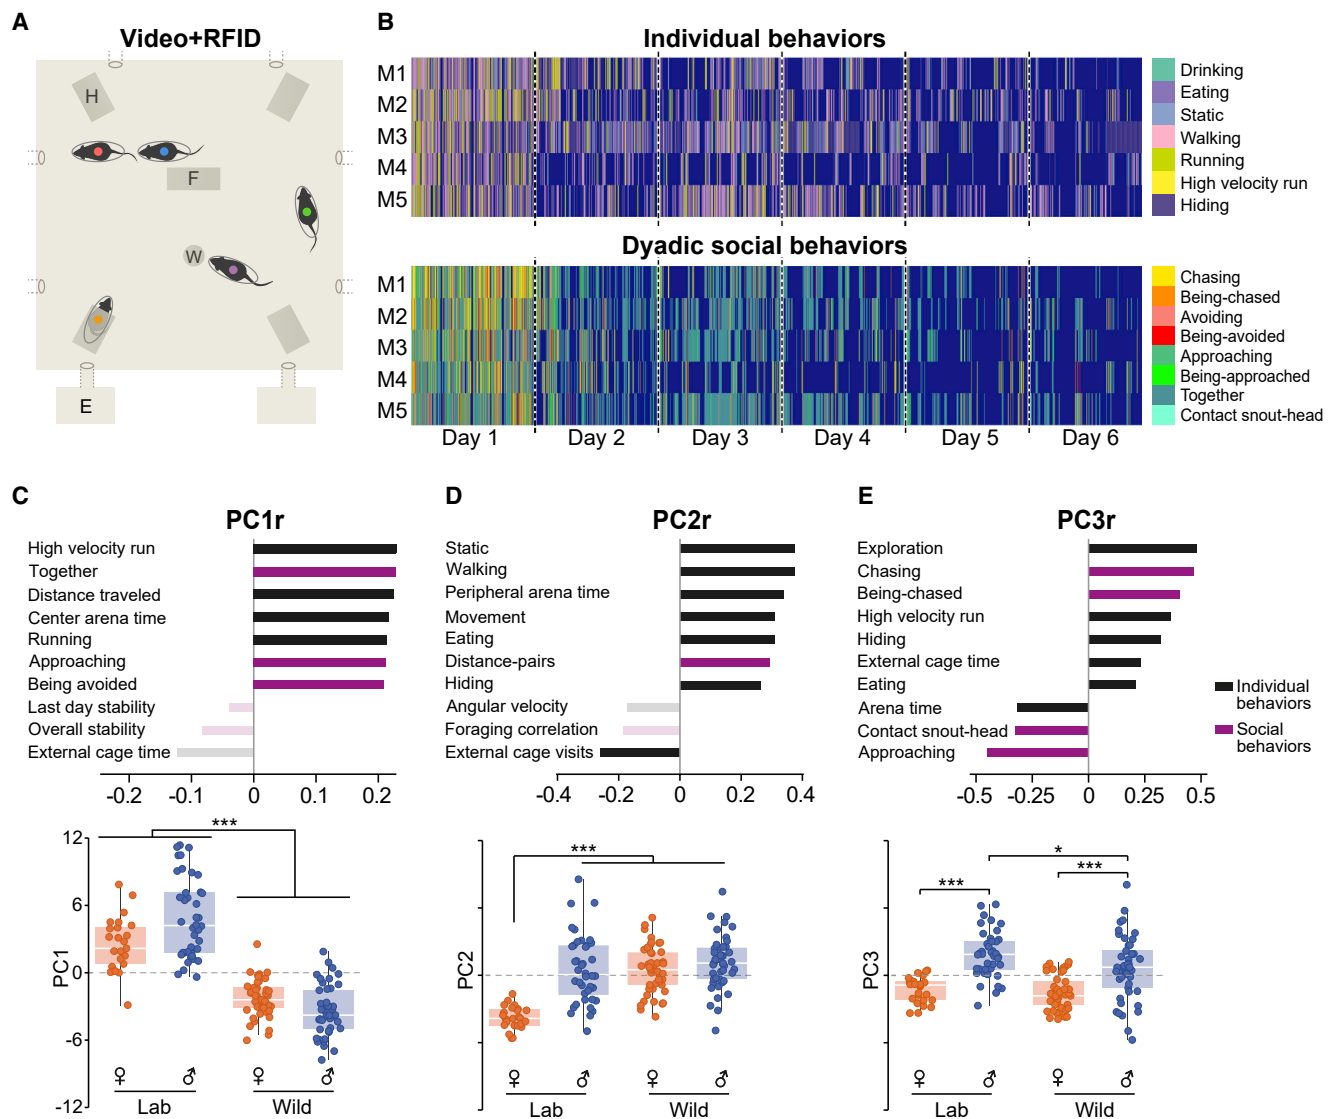 A
Video+RFID
H
F
W
E
B
Individual behaviors
M1
M2
M3
M4
M5
Drinking
Eating
Static
Walking
Running
High velocity run
Hiding
Dyadic social behaviors
M1
M2
M3
M4
M5
Chasing
Being-chased
Avoiding
Being-avoided
Approaching
Being-approached
Together
Contact snout-head
Day 1 Day 2 Day 3 Day 4 Day 5 Day 6
C
PC1r
High velocity run
Together
Distance traveled
Center arena time
Running
Approaching
Being avoided
Last day stability
Overall stability
External cage time
-0.2 -0.1 0 0.1 0.2
D
PC2r
Static
Walking
Peripheral arena time
Movement
Eating
Distance-pairs
Hiding
Angular velocity
Foraging correlation
External cage visits
-0.4 -0.2 0 0.2 0.4
E
PC3r
Exploration
Chasing
Being-chased
High velocity run
Hiding
External cage time
Eating
Arena time
Contact snout-head
Approaching
-0.5 -0.25 0 0.25 0.5
Individual
behaviors
Social
behaviors
PC1
12
6
0
-6
-12
***
♀ ♂ ♀ ♂
Lab Wild
PC2
***
♀ ♂ ♀ ♂
Lab Wild
PC3
*
***
***
♀ ♂ ♀ ♂
Lab Wild